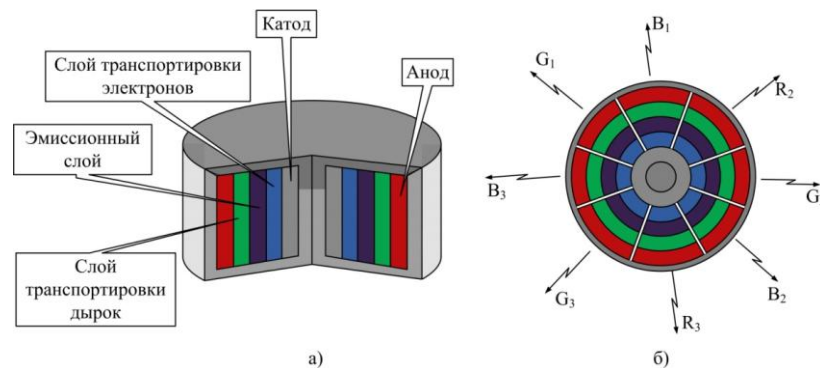 Катод
Слой транспортировки
электронов
Анод
Эмиссионный
слой
Слой
транспортировки
дырок
а)
B1
G1
R2
B3
G
B2
G3
R3
б)